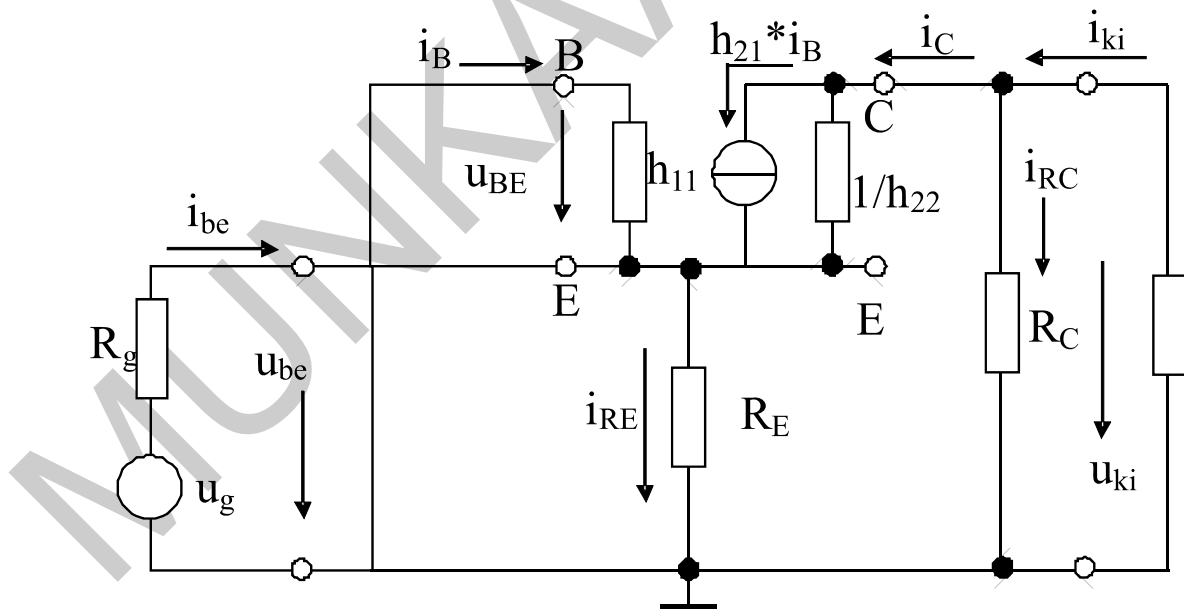 i_B
B
h_21*i_B
i_C
i_ki
C
u_BE
h_11
1/h_22
i_RC
i_be
E
E
R_g
u_be
i_RE
R_E
R_C
u_g
u_ki
MUNKA